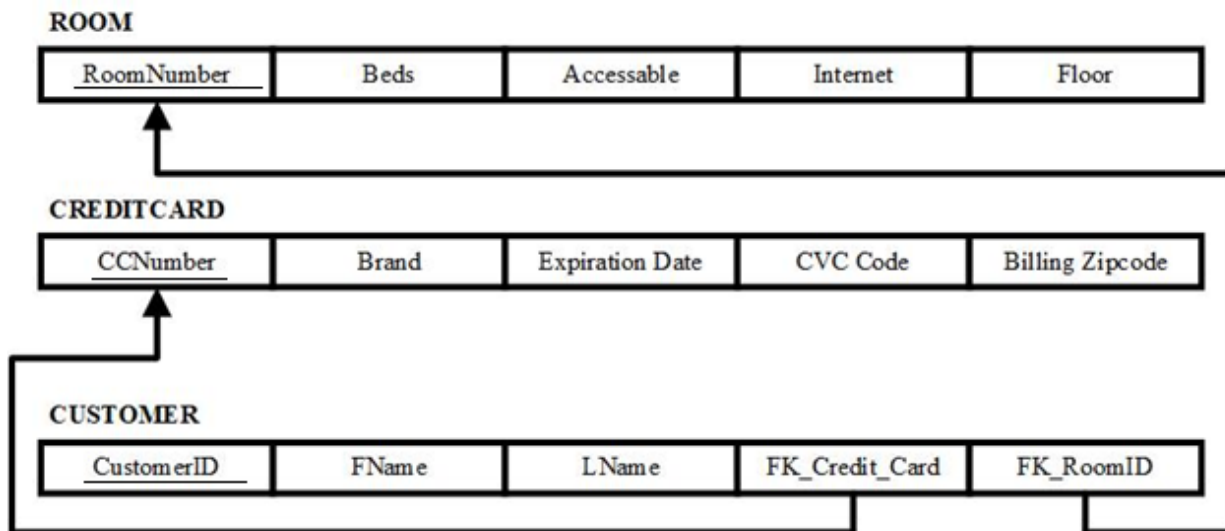 ROOM
RoomNumber Beds Accessable Internet Floor
CREDITCARD
CCNumber Brand Expiration Date CVC Code Billing Zipcode
CUSTOMER
CustomerID FName LName FK_Credit_Card FK_RoomID